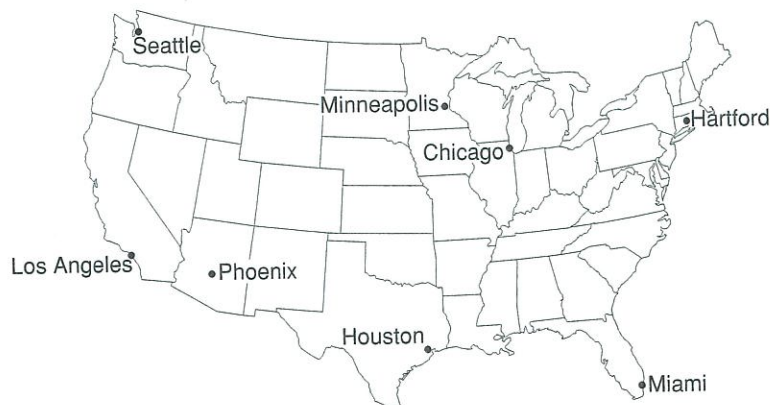 Seattle
Minneapolis
Hartford
Chicago
Los Angeles
Phoenix
Houston
Miami